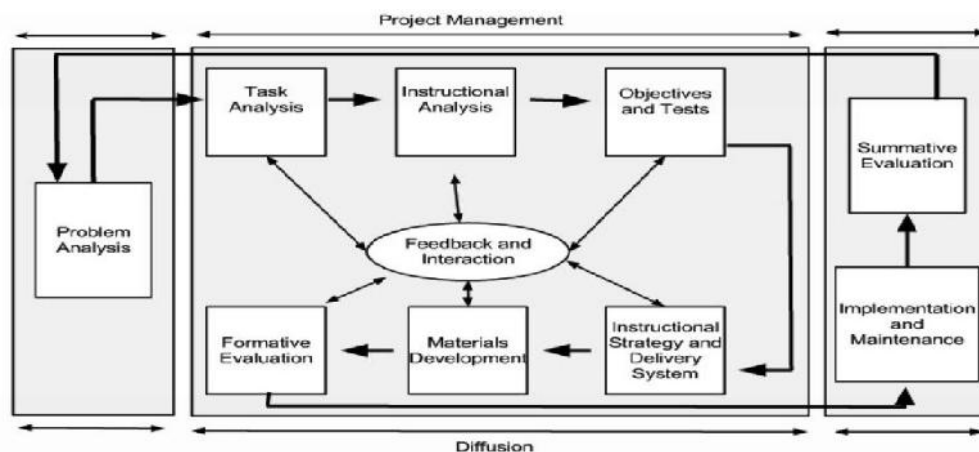 Project Management
Task
Analysis
Instructional
Analysis
Objectives
and Tests
Summative
Evaluation
Problem
Analysis
Feedback and
Interaction
Formative
Evaluation
Materials
Development
Instructional
Strategy and
Delivery
System
Implementation
and
Maintenance
Diffusion